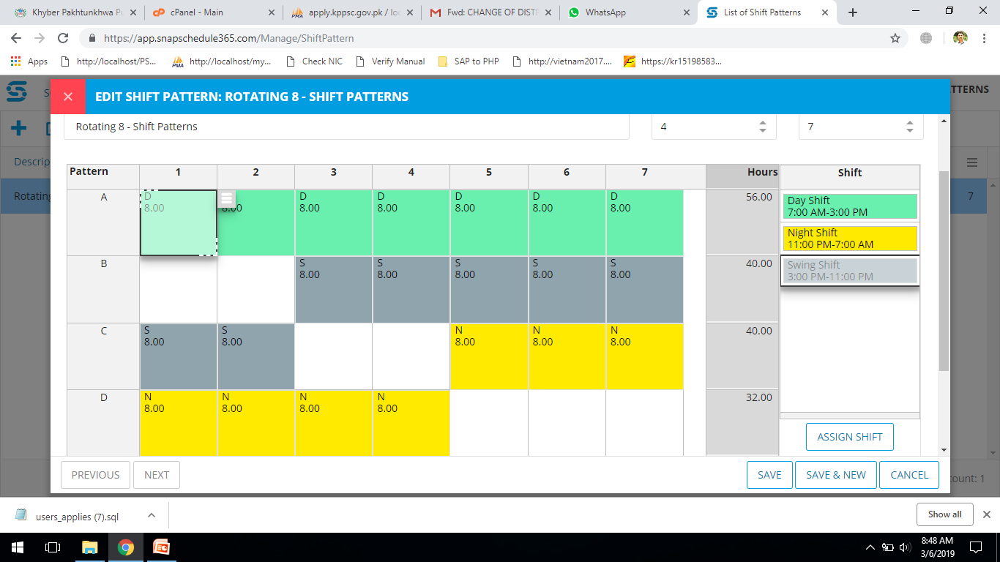 Khyber Pakhtunkhwa Pu
cPanel - Main
apply.kppsc.gov.pk / loc
Fwd: CHANGE OF DISTR
WhatsApp
List of Shift Patterns
https://app.snapschedule365.com/Manage/ShiftPattern
Apps
http://localhost/PS...
http://localhost/my...
Check NIC
Verify Manual
SAP to PHP
http://vietnam2017....
https://kr15198583...
EDIT SHIFT PATTERN: ROTATING 8 - SHIFT PATTERNS
TTERNS
Rotating 8 - Shift Patterns
4
7
Descrip
Rotating
7
Pattern 1 2 3 4 5 6 7 Hours Shift
A
D D D D D D
8.00 8.00 8.00 8.00 8.00 8.00 8.00
56.00
Day Shift
7:00 AM-3:00 PM
Night Shift
11:00 PM-7:00 AM
B
S S S S S
8.00 8.00 8.00 8.00 8.00
40.00
Swing Shift
3:00 PM-11:00 PM
C
S S N N N
8.00 8.00 8.00 8.00 8.00
40.00
D
N N N N
8.00 8.00 8.00 8.00
32.00
ASSIGN SHIFT
PREVIOUS
NEXT
SAVE
SAVE & NEW
CANCEL
ount: 1
users_applies (7).sql
Show all
8:48 AM
3/6/2019